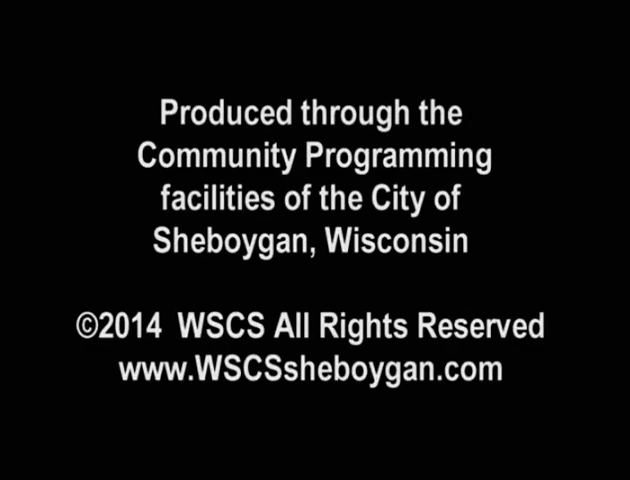 Produced through the
Community Programming
facilities of the City of
Sheboygan, Wisconsin
©2014 WSCS All Rights Reserved
www.WSCSsheboygan.com